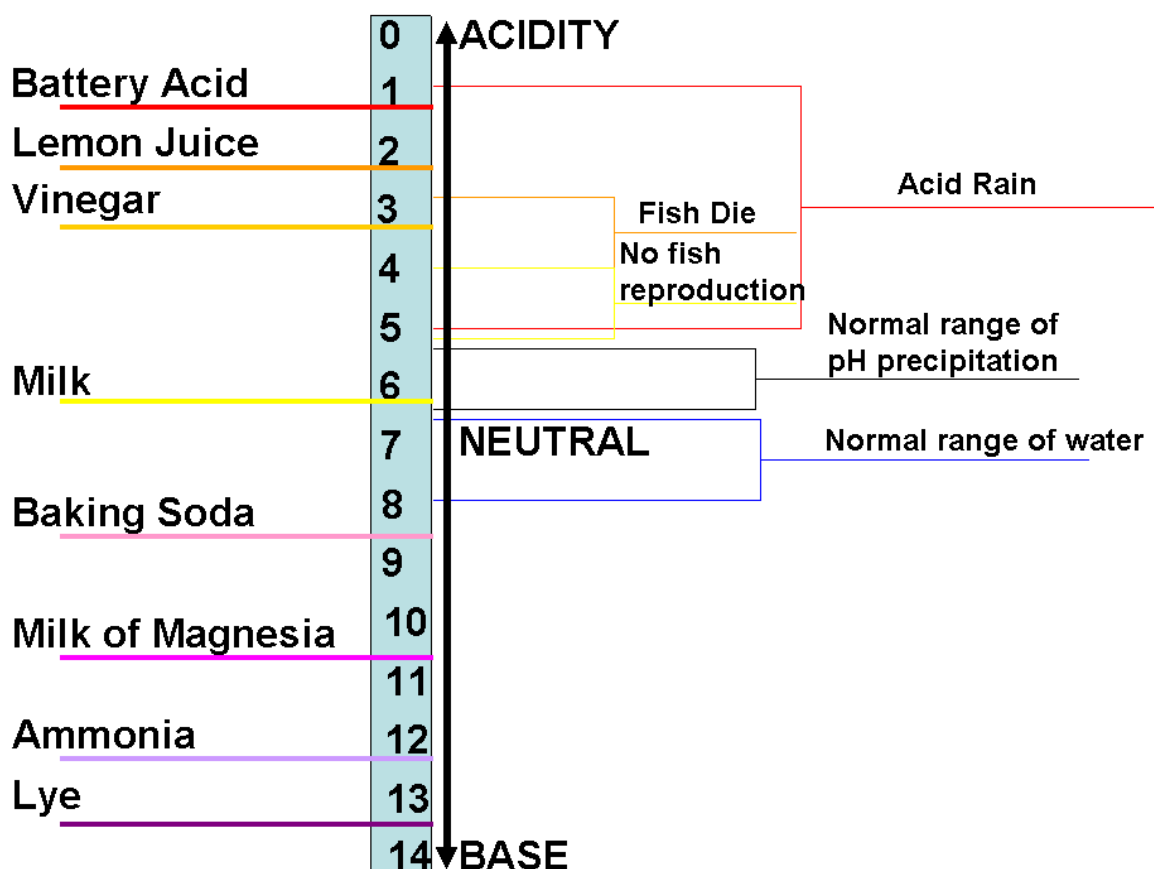 0 ACIDITY
Battery Acid 1
Lemon Juice 2
Acid Rain
Vinegar 3
Fish Die
No fish
4
reproduction
5
Normal range of
pH precipitation
Milk 6
7 NEUTRAL
Normal range of water
8
Baking Soda
9
10
Milk of Magnesia
11
Ammonia 12
Lye 13
14 BASE